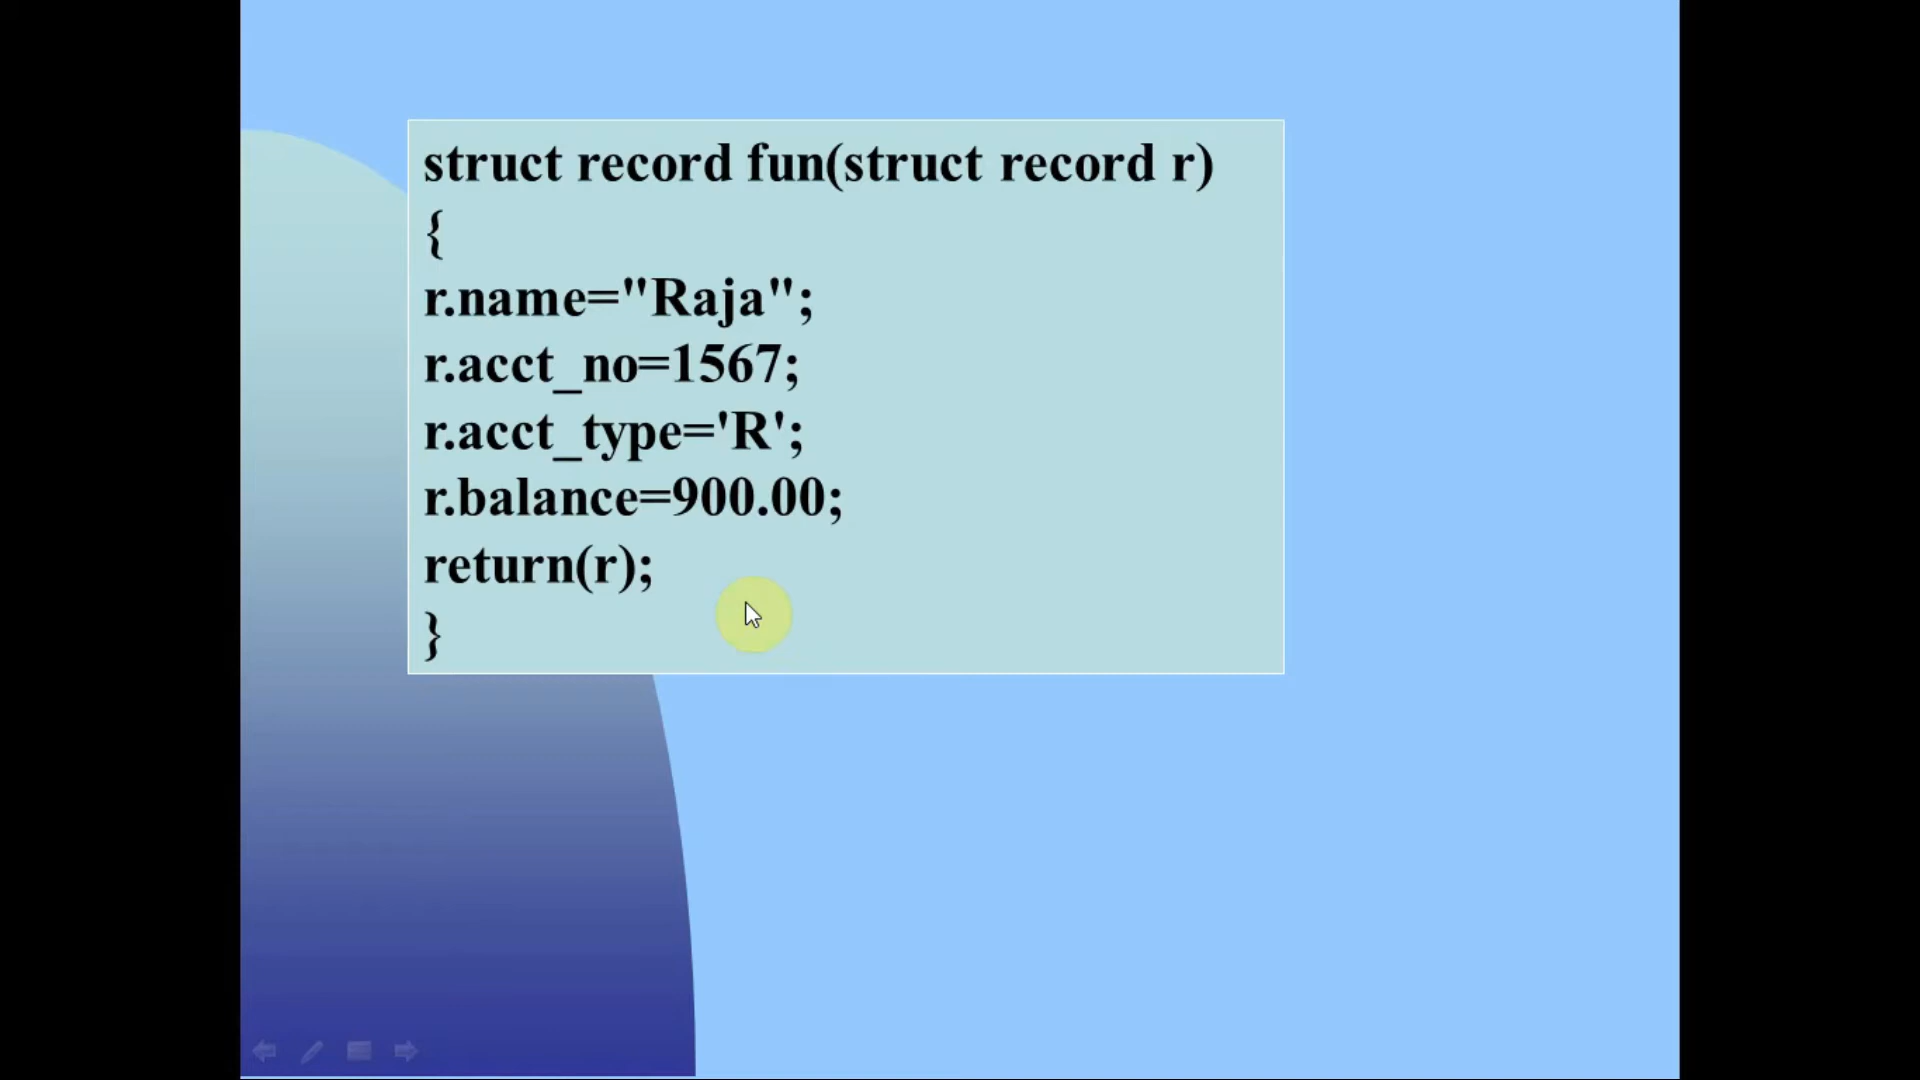 struct record fun(struct record r)
{
r.name="Raja";
r.acct_no=1567;
r.acct_type='R';
r.balance=900.00;
return(r);
}